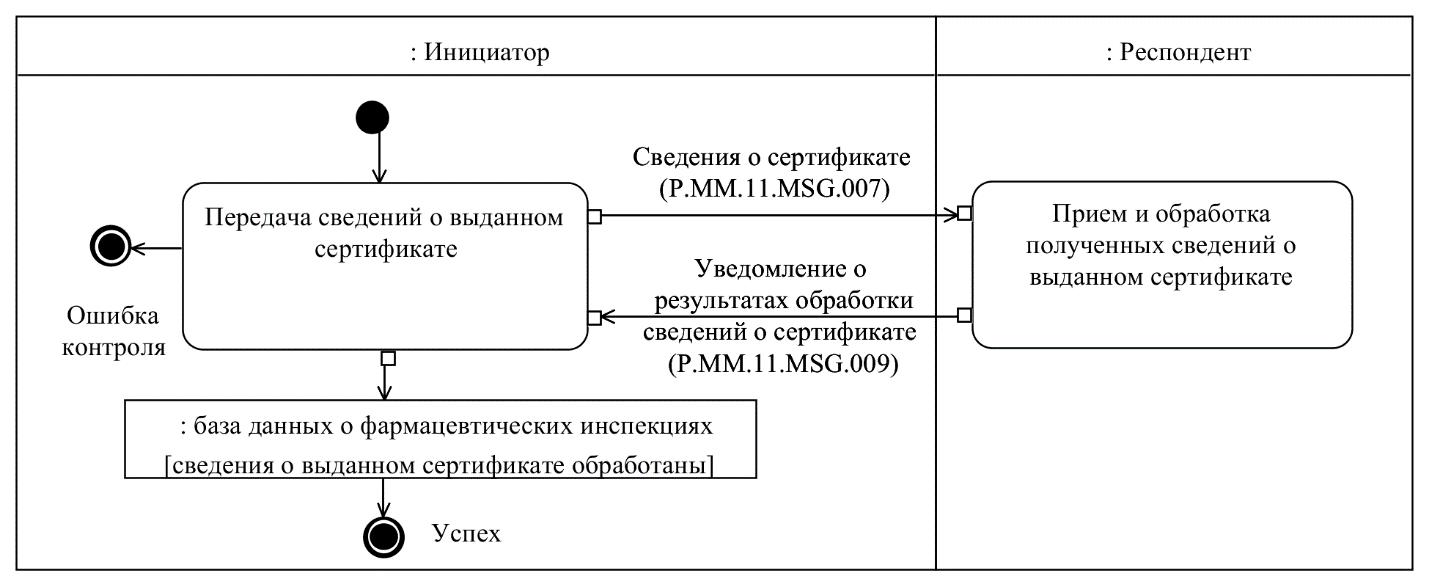 : Инициатор
: Респондент
Сведения о сертификате
(P.MM.11.MSG.007)
Передача сведений о выданном
сертификате
Прием и обработка
полученных сведений о
выданном сертификате
Уведомление о
результатах обработки
сведений о сертификате
(P.MM.11.MSG.009)
Ошибка
контроля
: база данных о фармацевтических инспекциях
[сведения о выданном сертификате обработаны]
Успех